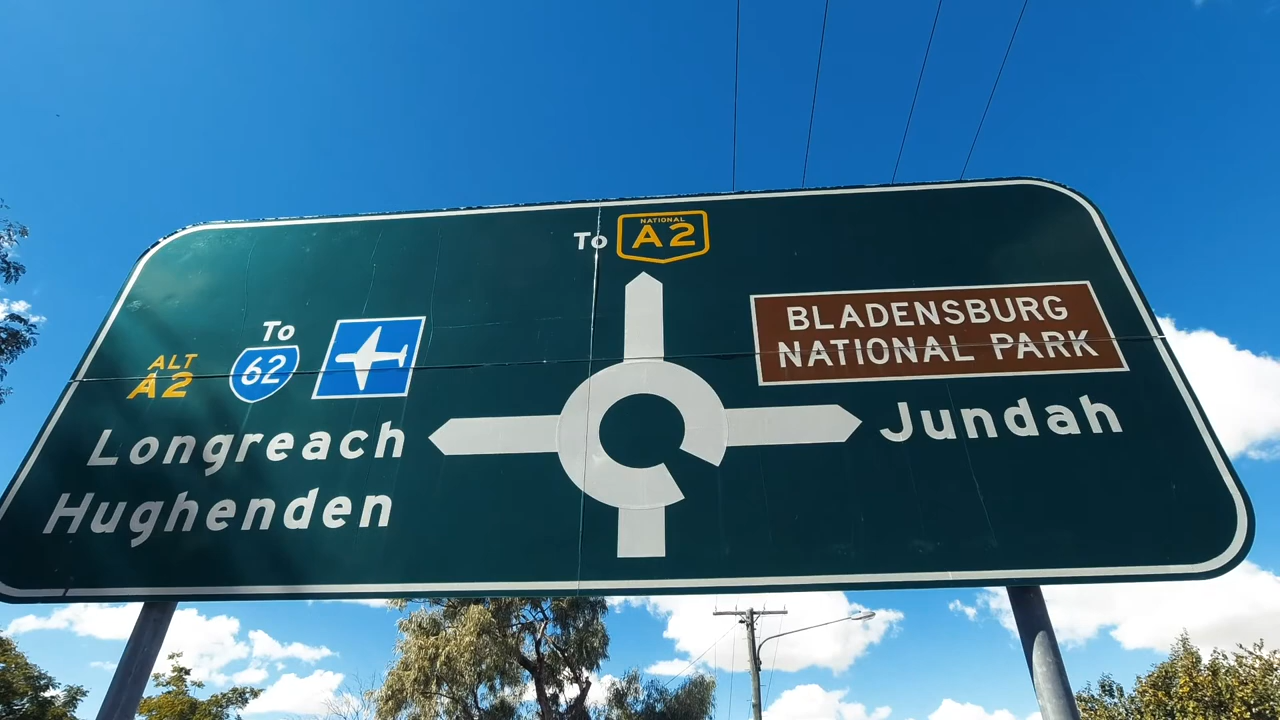 To NATIONAL A2
To
ALT A2 62
Longreach
Hughenden
BLADENSBURG
NATIONAL PARK
Jundah